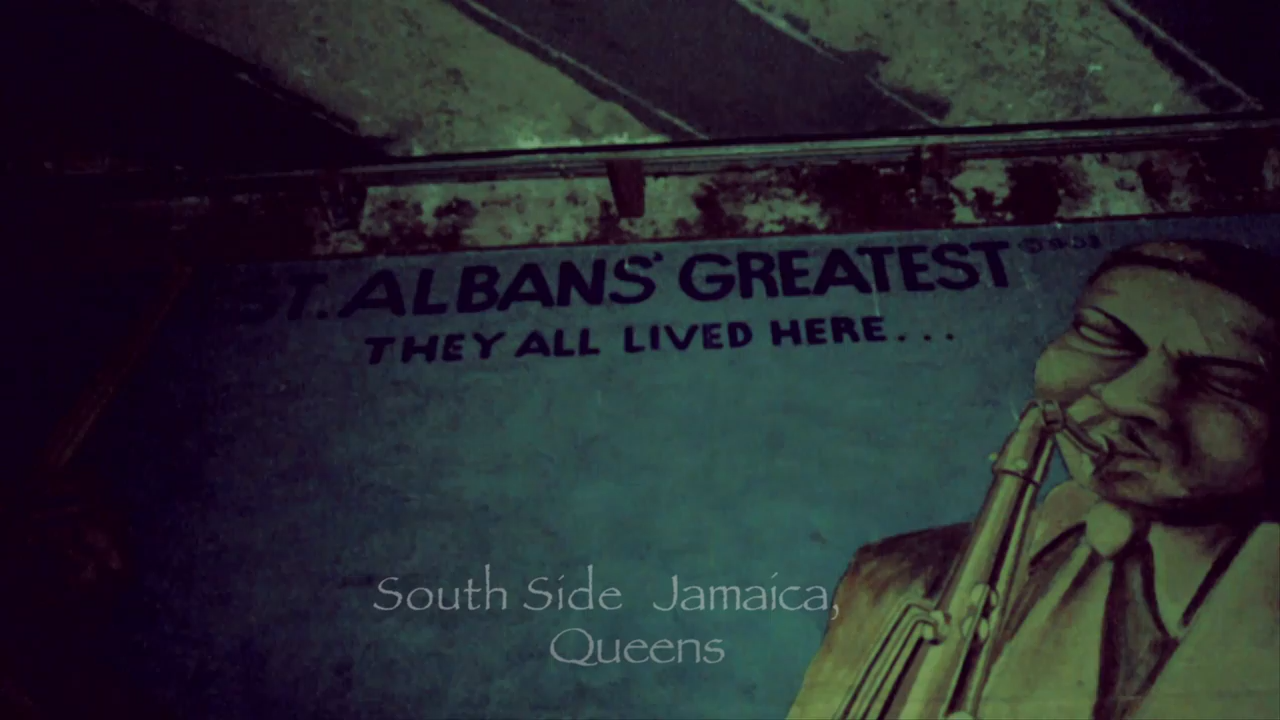 ST. ALBANS' GREATEST
THEY ALL LIVED HERE...
South Side Jamaica,
Queens